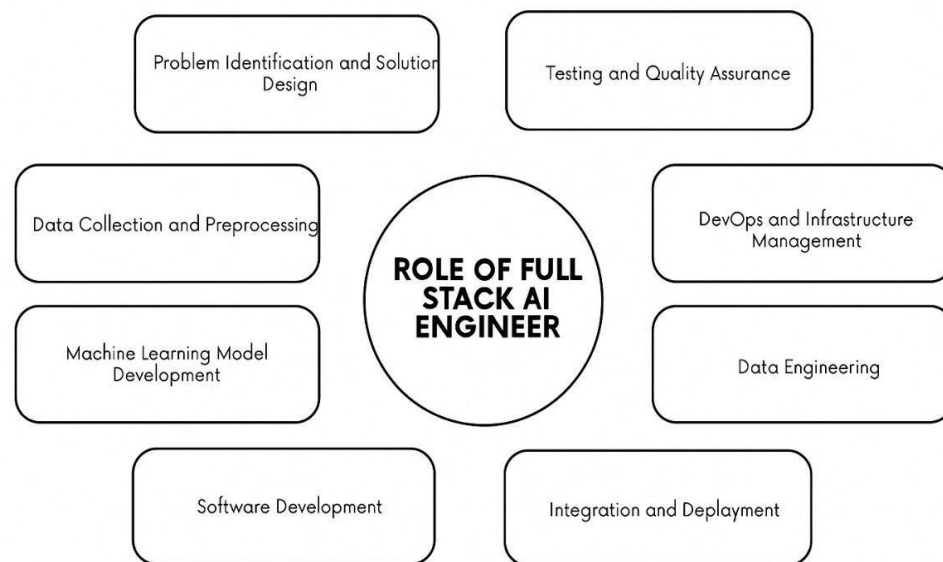 Problem Identification and Solution
Design
Testing and Quality Assurance
Data Collection and Preprocessing
DevOps and Infrastructure
Management
ROLE OF FULL
STACK AI
ENGINEER
Machine Learning Model
Development
Data Engineering
Software Development
Integration and Deployment